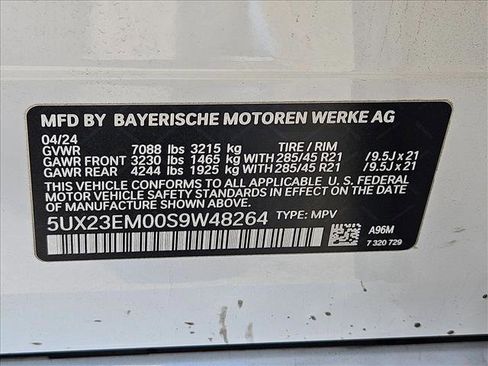 MFD BY BAYERISCHE MOTOREN WERKE AG
04/24
GVWR 7088 lbs 3215 kg TIRE / RIM
GAWR FRONT 3230 lbs 1465 kg WITH 285/45 R21 / 9.5J x 21
GAWR REAR 4244 lbs 1925 kg WITH 285/45 R21 / 9.5J x 21
THIS VEHICLE CONFORMS TO ALL APPLICABLE U.S. FEDERAL
MOTOR VEHICLE SAFETY STANDARDS IN EFFECT ON THE DATE OF
MANUFACTURE SHOWN ABOVE.
5UX23EM00S9W48264 TYPE: MPV
A96M
7 320 729